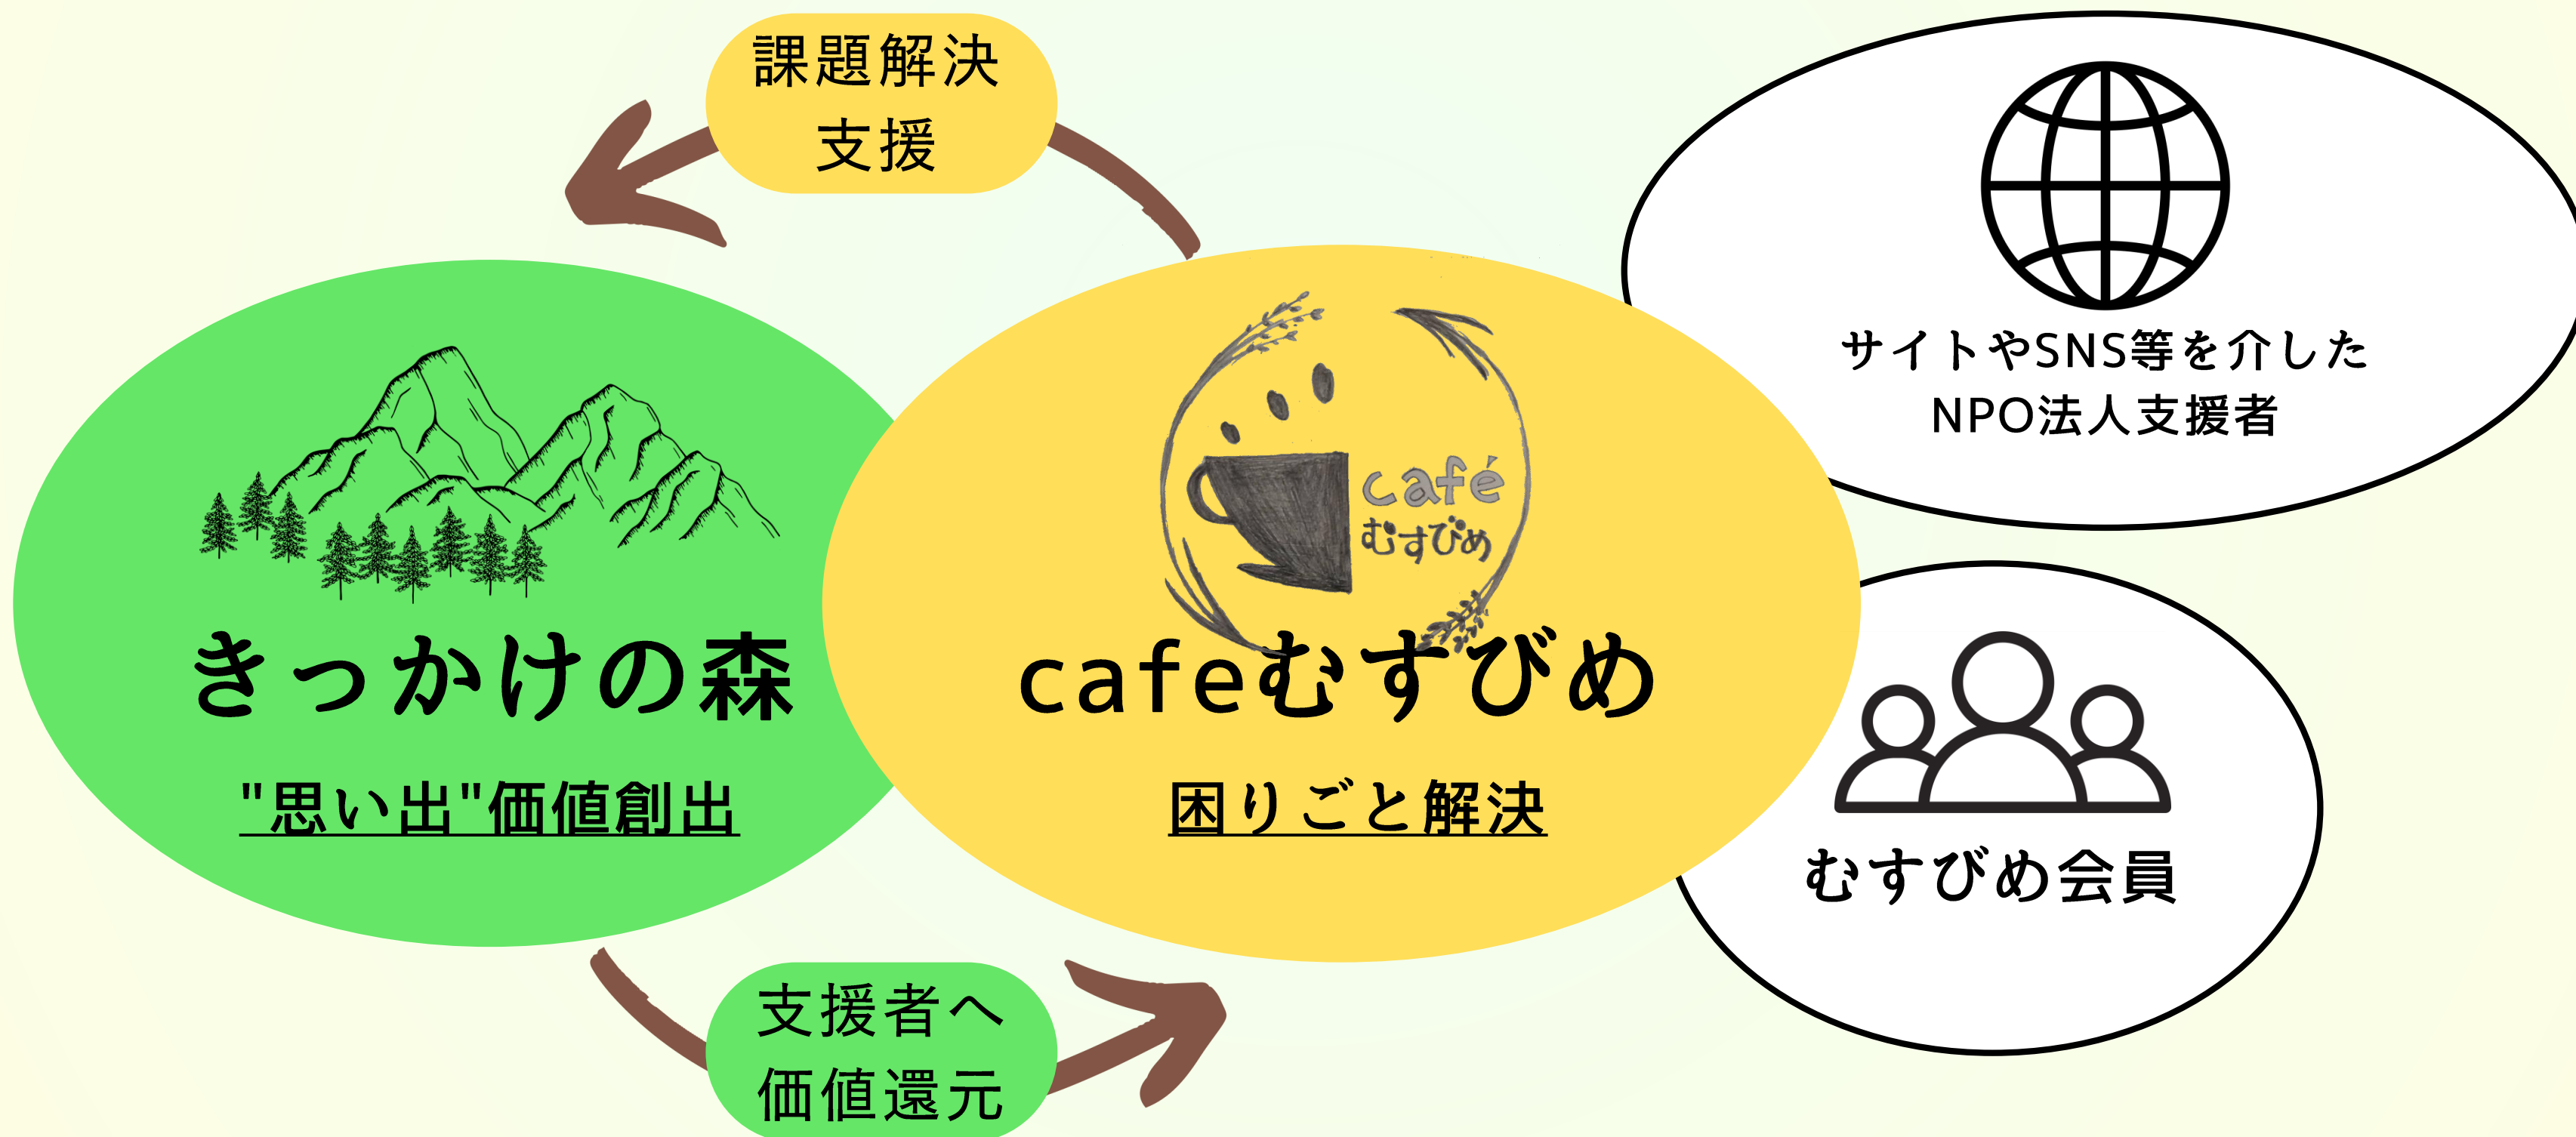 課題解決
支援
サイトやSNS等を介した
NPO法人支援者
café
むすびめ
きっかけの森
"思い出"価値創出
cafeむすびめ
困りごと解決
むすびめ会員
支援者へ
価値還元